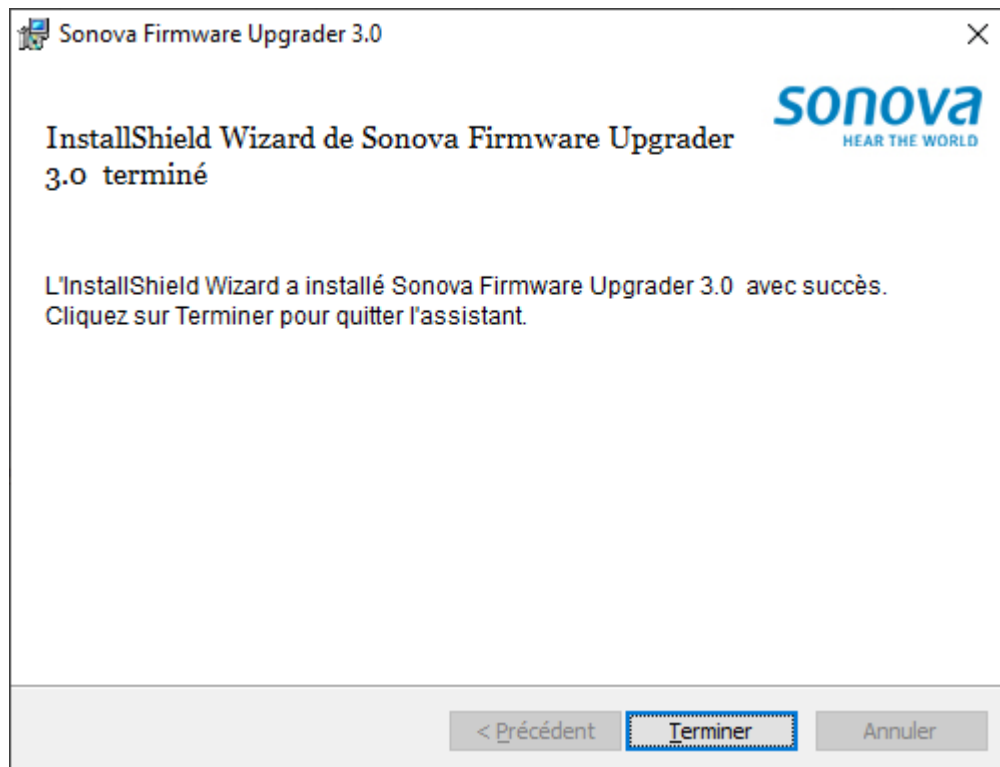 Sonova Firmware Upgrader 3.0
sonova
HEAR THE WORLD
InstallShield Wizard de Sonova Firmware Upgrader
3.0  terminé
L'InstallShield Wizard a installé Sonova Firmware Upgrader 3.0  avec succès.
Cliquez sur Terminer pour quitter l'assistant.
< Précédent
Terminer
Annuler